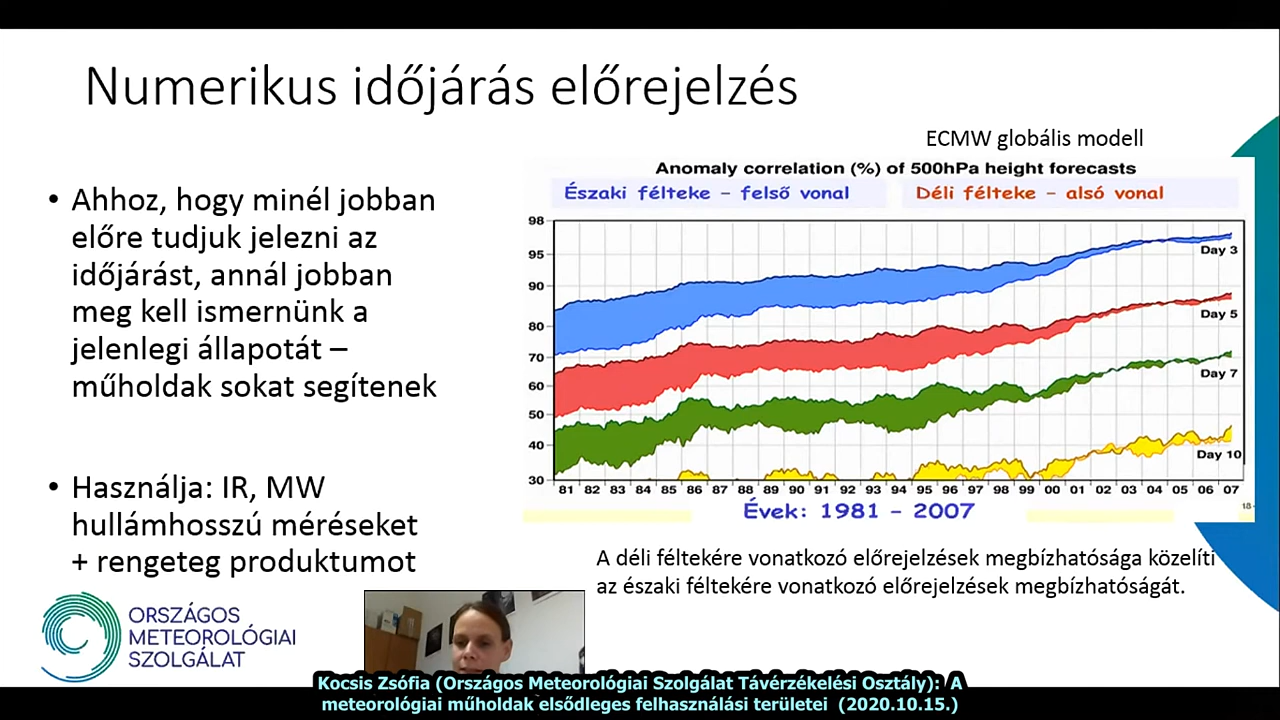 Numerikus időjárás előrejelzés
• Ahhoz, hogy minél jobban
előre tudjuk jelezni az
időjárást, annál jobban
meg kell ismernünk a
jelenlegi állapotát –
műholdak sokat segítenek
• Használja: IR, MW
hullámhosszú méréseket
+ rengeteg produktumot
ECMW globális modell
Anomaly correlation (%) of 500hPa height forecasts
Északi félteke – felső vonal
Déli félteke – alsó vonal
98
95
90
80
70
60
50
40
30
Day 3
Day 5
Day 7
Day 10
81 82 83 84 85 86 87 88 89 90 91 92 93 94 95 96 97 98 99 00 01 02 03 04 05 06 07
Évek: 1981 – 2007
A déli féltekére vonatkozó előrejelzések megbízhatósága közelíti
az északi féltekére vonatkozó előrejelzések megbízhatóságát.
ORSZÁGOS
METEOROLÓGIAI
SZOLGÁLAT
Kocsis Zsófia (Országos Meteorológiai Szolgálat Távérzékelési Osztály): A
meteorológiai műholdak elsődleges felhasználási területei (2020.10.15.)